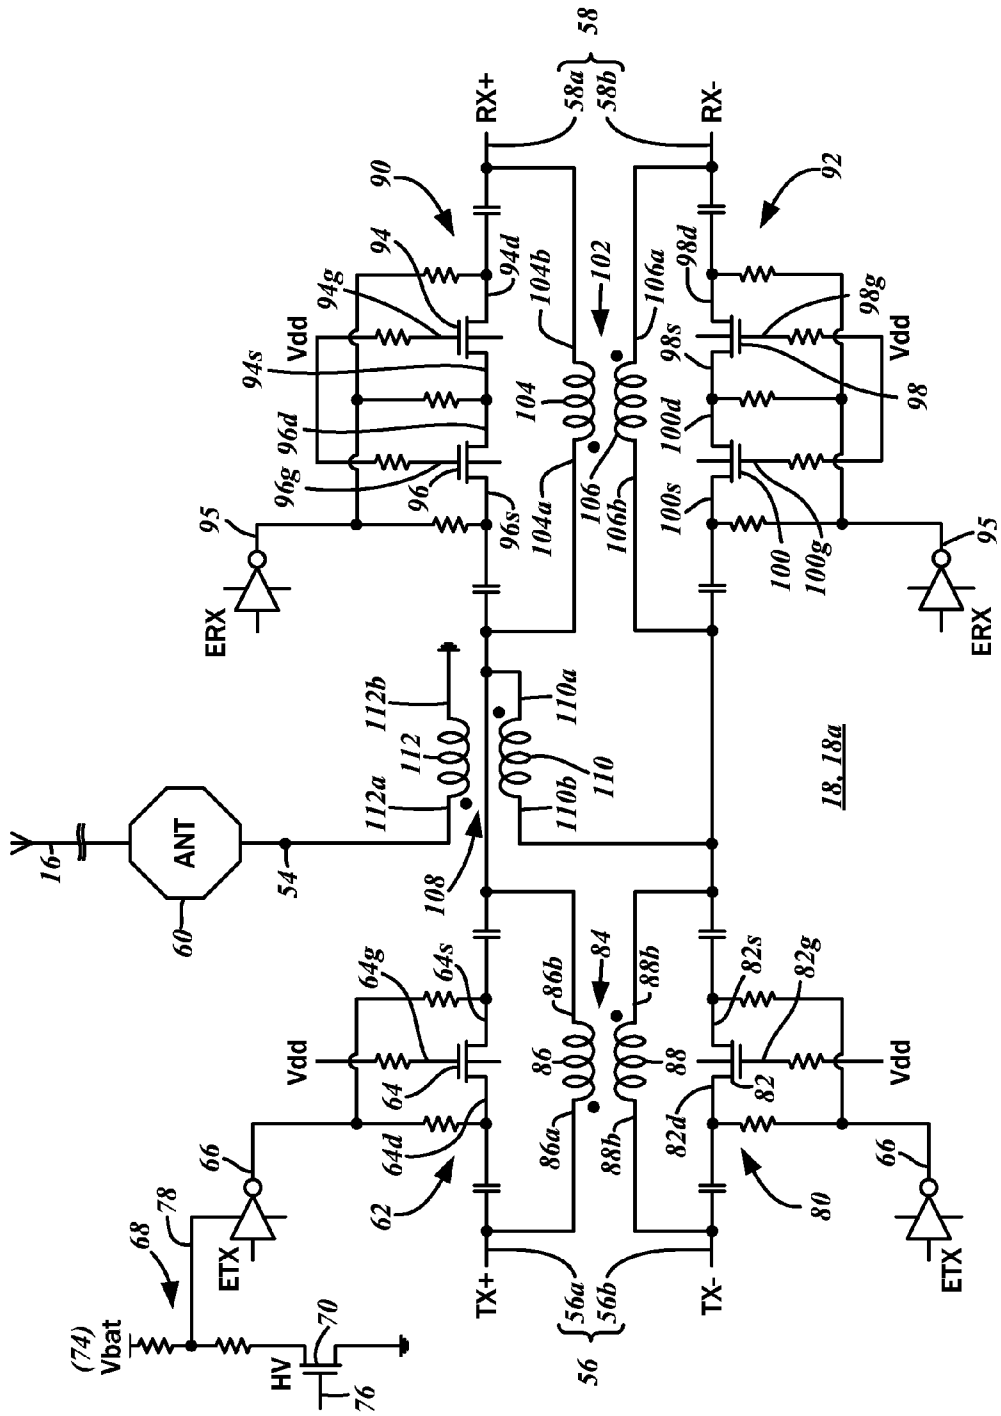 16
60
ANT
54
(74)
Vbat
68
78
66
ETX
HV
70
76
62
64d
64
64g
64s
Vdd
108
112a
112
112b
110b
110
110a
ERX
95
96g
96
96d
96s
94s
Vdd
94g
94
94d
90
TX+
56a
56b
56
TX-
86a
86
86b
84
88b
88
88b
104a
104
104b
102
106b
106
106a
RX+
58a
58b
58
RX-
82d
82
82s
82g
Vdd
80
66
ETX
100s
100
100g
100d
98s
98
98d
98g
Vdd
92
95
ERX
18, 18a